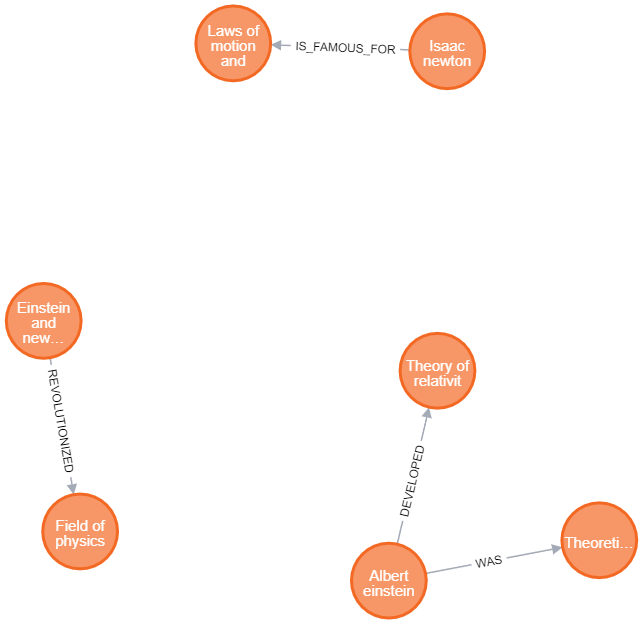 Laws of
motion
and
IS_FAMOUS_FOR
Isaac
newton
Einstein
and
new…
REVOLUTIONIZED
Field of
physics
Theory of
relativit
DEVELOPED
Albert
einstein
WAS
Theoreti…